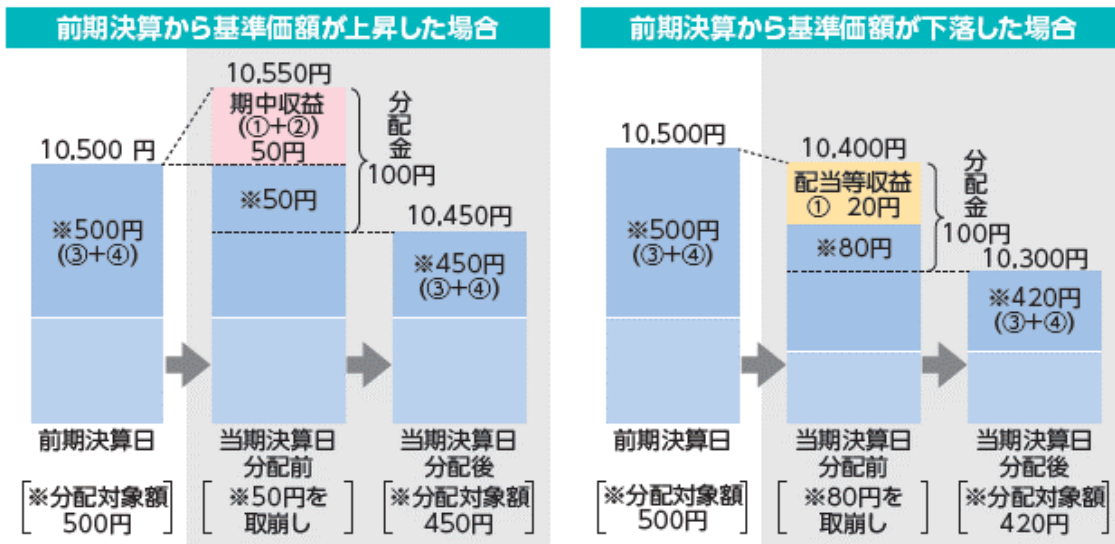 前期決算から基準価額が上昇した場合
10,550円
期中収益
(①+②)
50円
分配金
100円
10,500 円
※500円
(③+④)
※50円
10,450円
※450円
(③+④)
前期決算日
当期決算日
分配前
当期決算日
分配後
※分配対象額
500円
※50円を
取崩し
※分配対象額
450円
前期決算から基準価額が下落した場合
10,500円
10,400円
配当等収益
① 20円
分配金
100円
※500円
(③+④)
※80円
10,300円
※420円
(③+④)
前期決算日
当期決算日
分配前
当期決算日
分配後
※分配対象額
500円
※80円を
取崩し
※分配対象額
420円